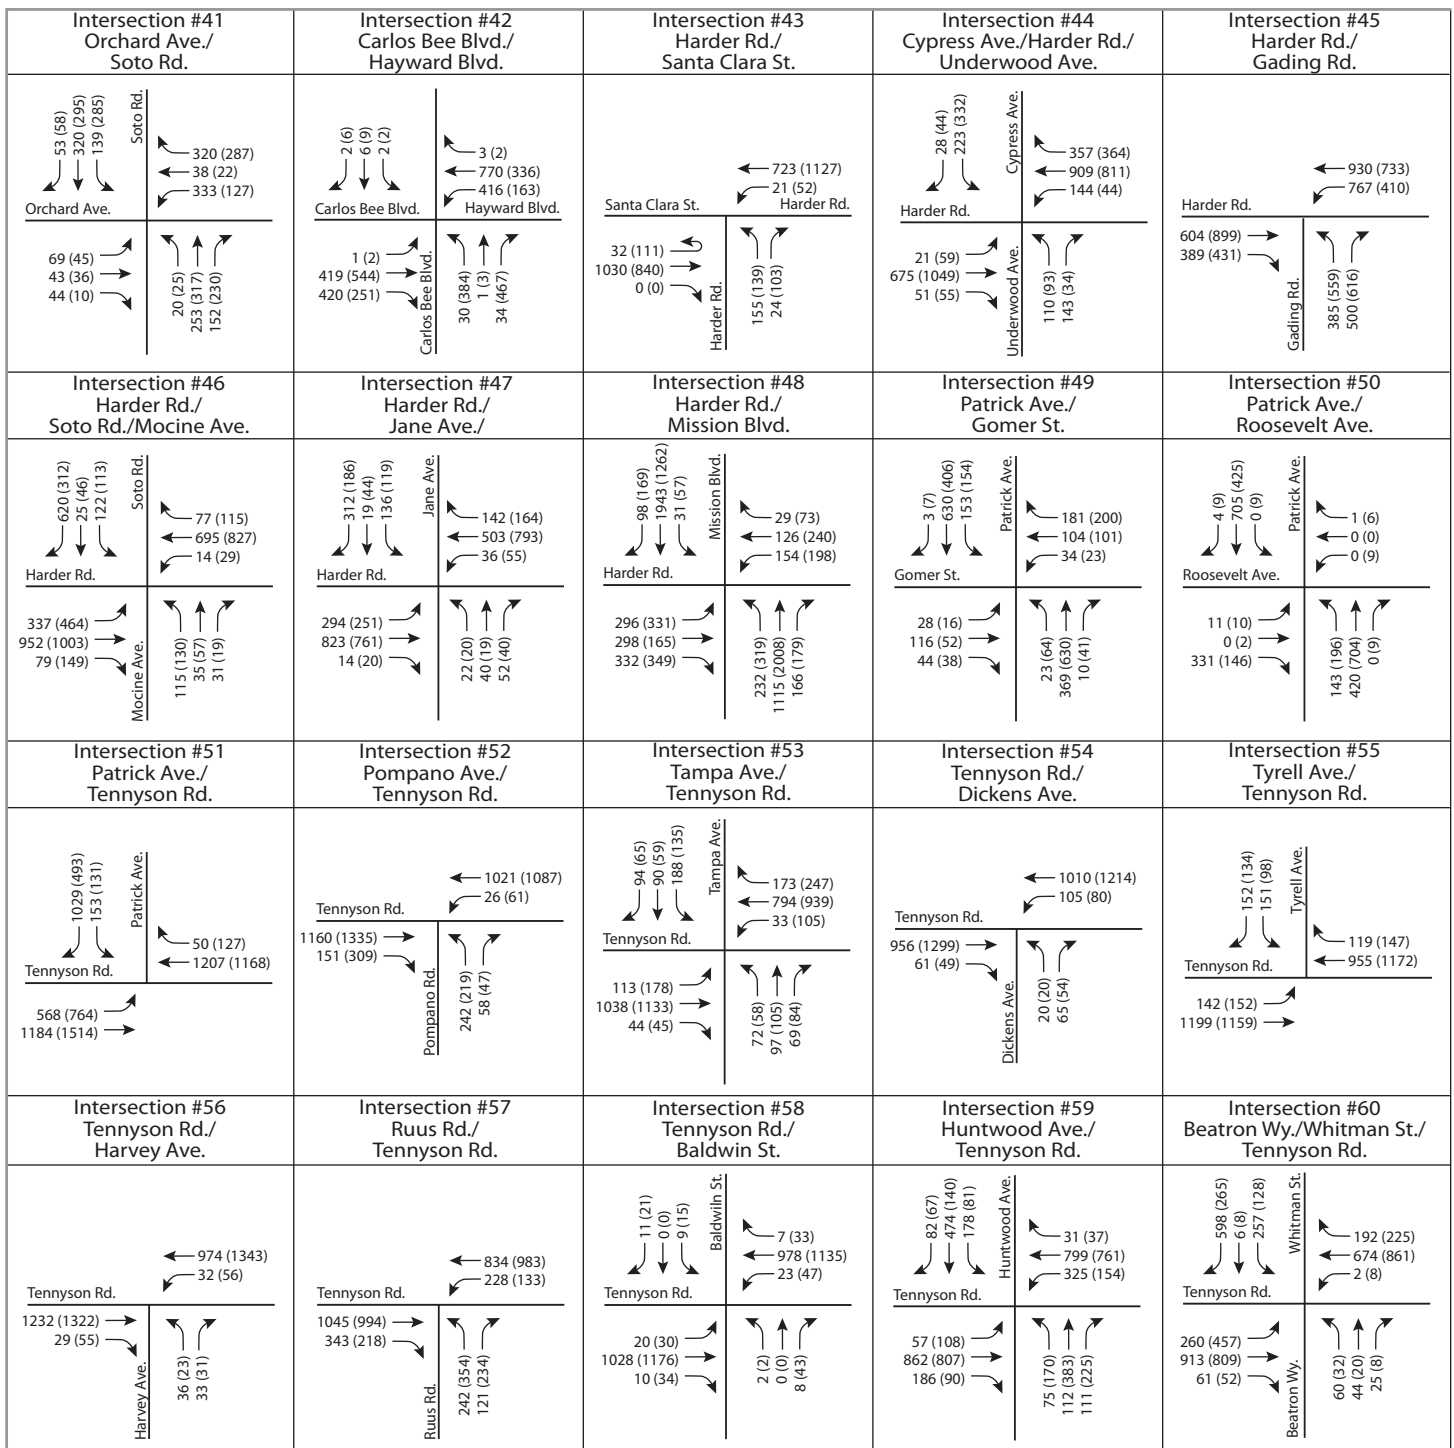 Intersection #41
Orchard Ave./
Soto Rd.
53 (58)
320 (295)
139 (285)
Soto Rd.
320 (287)
38 (22)
333 (127)
Orchard Ave.
69 (45)
43 (36)
44 (10)
20 (25)
253 (317)
152 (230)
Intersection #42
Carlos Bee Blvd./
Hayward Blvd.
2 (6)
6 (9)
2 (2)
3 (2)
770 (336)
416 (163)
Carlos Bee Blvd.
Hayward Blvd.
1 (2)
419 (544)
420 (251)
Carlos Bee Blvd.
30 (384)
1 (3)
34 (467)
Intersection #43
Harder Rd./
Santa Clara St.
723 (1127)
21 (52)
Santa Clara St.
Harder Rd.
32 (111)
1030 (840)
0 (0)
Harder Rd.
155 (139)
24 (103)
Intersection #44
Cypress Ave./Harder Rd./
Underwood Ave.
28 (44)
223 (332)
Cypress Ave.
357 (364)
909 (811)
144 (44)
Harder Rd.
21 (59)
675 (1049)
51 (55)
Underwood Ave.
110 (93)
143 (34)
Intersection #45
Harder Rd./
Gading Rd.
930 (733)
767 (410)
Harder Rd.
604 (899)
389 (431)
Gading Rd.
385 (559)
500 (616)
Intersection #46
Harder Rd./
Soto Rd./Mocine Ave.
620 (312)
25 (46)
122 (113)
Soto Rd.
77 (115)
695 (827)
14 (29)
Harder Rd.
337 (464)
952 (1003)
79 (149)
Mocine Ave.
115 (130)
35 (57)
31 (19)
Intersection #47
Harder Rd./
Jane Ave./
312 (186)
19 (44)
136 (119)
Jane Ave.
142 (164)
503 (793)
36 (55)
Harder Rd.
294 (251)
823 (761)
14 (20)
22 (20)
40 (19)
52 (40)
Intersection #48
Harder Rd./
Mission Blvd.
98 (169)
1943 (1262)
31 (57)
Mission Blvd.
29 (73)
126 (240)
154 (198)
Harder Rd.
296 (331)
298 (165)
332 (349)
232 (319)
1115 (2008)
166 (179)
Intersection #49
Patrick Ave./
Gomer St.
3 (7)
630 (406)
153 (154)
Patrick Ave.
181 (200)
104 (101)
34 (23)
Gomer St.
28 (16)
116 (52)
44 (38)
23 (64)
369 (630)
10 (41)
Intersection #50
Patrick Ave./
Roosevelt Ave.
4 (9)
705 (425)
0 (9)
Patrick Ave.
1 (6)
0 (0)
0 (9)
Roosevelt Ave.
11 (10)
0 (2)
331 (146)
143 (196)
420 (704)
0 (9)
Intersection #51
Patrick Ave./
Tennyson Rd.
1029 (493)
153 (131)
Patrick Ave.
50 (127)
1207 (1168)
Tennyson Rd.
568 (764)
1184 (1514)
Intersection #52
Pompano Ave./
Tennyson Rd.
1021 (1087)
26 (61)
Tennyson Rd.
1160 (1335)
151 (309)
Pompano Rd.
242 (219)
58 (47)
Intersection #53
Tampa Ave./
Tennyson Rd.
94 (65)
90 (59)
188 (135)
Tampa Ave.
173 (247)
794 (939)
33 (105)
Tennyson Rd.
113 (178)
1038 (1133)
44 (45)
72 (58)
97 (105)
69 (84)
Intersection #54
Tennyson Rd./
Dickens Ave.
1010 (1214)
105 (80)
Tennyson Rd.
956 (1299)
61 (49)
Dickens Ave.
20 (20)
65 (54)
Intersection #55
Tyrell Ave./
Tennyson Rd.
152 (134)
151 (98)
Tyrell Ave.
119 (147)
955 (1172)
Tennyson Rd.
142 (152)
1199 (1159)
Intersection #56
Tennyson Rd./
Harvey Ave.
974 (1343)
32 (56)
Tennyson Rd.
1232 (1322)
29 (55)
Harvey Ave.
36 (23)
33 (31)
Intersection #57
Ruus Rd./
Tennyson Rd.
834 (983)
228 (133)
Tennyson Rd.
1045 (994)
343 (218)
Ruus Rd.
242 (354)
121 (234)
Intersection #58
Tennyson Rd./
Baldwin St.
11 (21)
0 (0)
9 (15)
Baldwiln St.
7 (33)
978 (1135)
23 (47)
Tennyson Rd.
20 (30)
1028 (1176)
10 (34)
2 (2)
0 (0)
8 (43)
Intersection #59
Huntwood Ave./
Tennyson Rd.
82 (67)
474 (140)
178 (81)
Huntwood Ave.
31 (37)
799 (761)
325 (154)
Tennyson Rd.
57 (108)
862 (807)
186 (90)
75 (170)
112 (383)
111 (225)
Intersection #60
Beatron Wy./Whitman St./
Tennyson Rd.
598 (265)
6 (8)
257 (128)
Whitman St.
192 (225)
674 (861)
2 (8)
Tennyson Rd.
260 (457)
913 (809)
61 (52)
Beatron Wy.
60 (32)
44 (20)
25 (8)